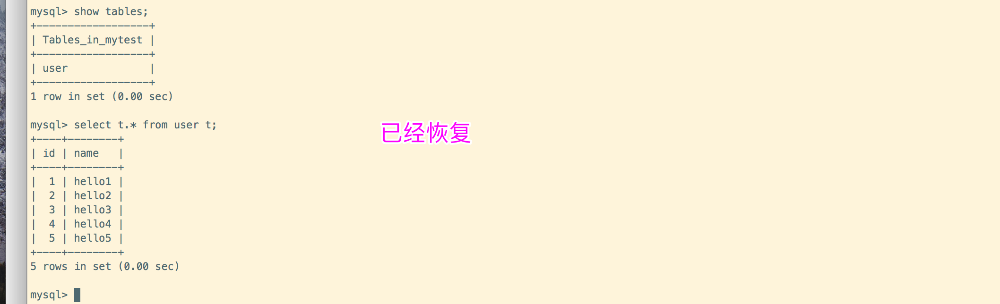 mysql> show tables;
+------------------+
| Tables_in_mytest |
+------------------+
| user             |
+------------------+
1 row in set (0.00 sec)
mysql> select t.* from user t;
已经恢复
+----+--------+
| id | name   |
+----+--------+
|  1 | hello1 |
|  2 | hello2 |
|  3 | hello3 |
|  4 | hello4 |
|  5 | hello5 |
+----+--------+
5 rows in set (0.00 sec)
mysql>